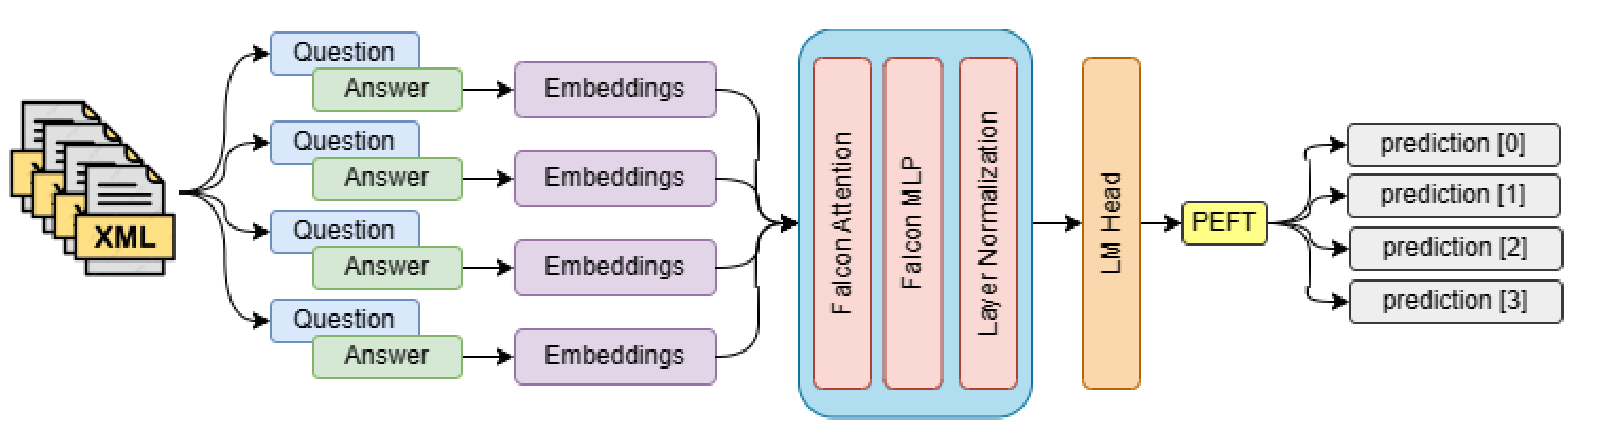 XML
Question
Answer
Embeddings
Question
Answer
Embeddings
Question
Answer
Embeddings
Question
Answer
Embeddings
Falcon Attention
Falcon MLP
Layer Normalization
LM Head
PEFT
prediction [0]
prediction [1]
prediction [2]
prediction [3]